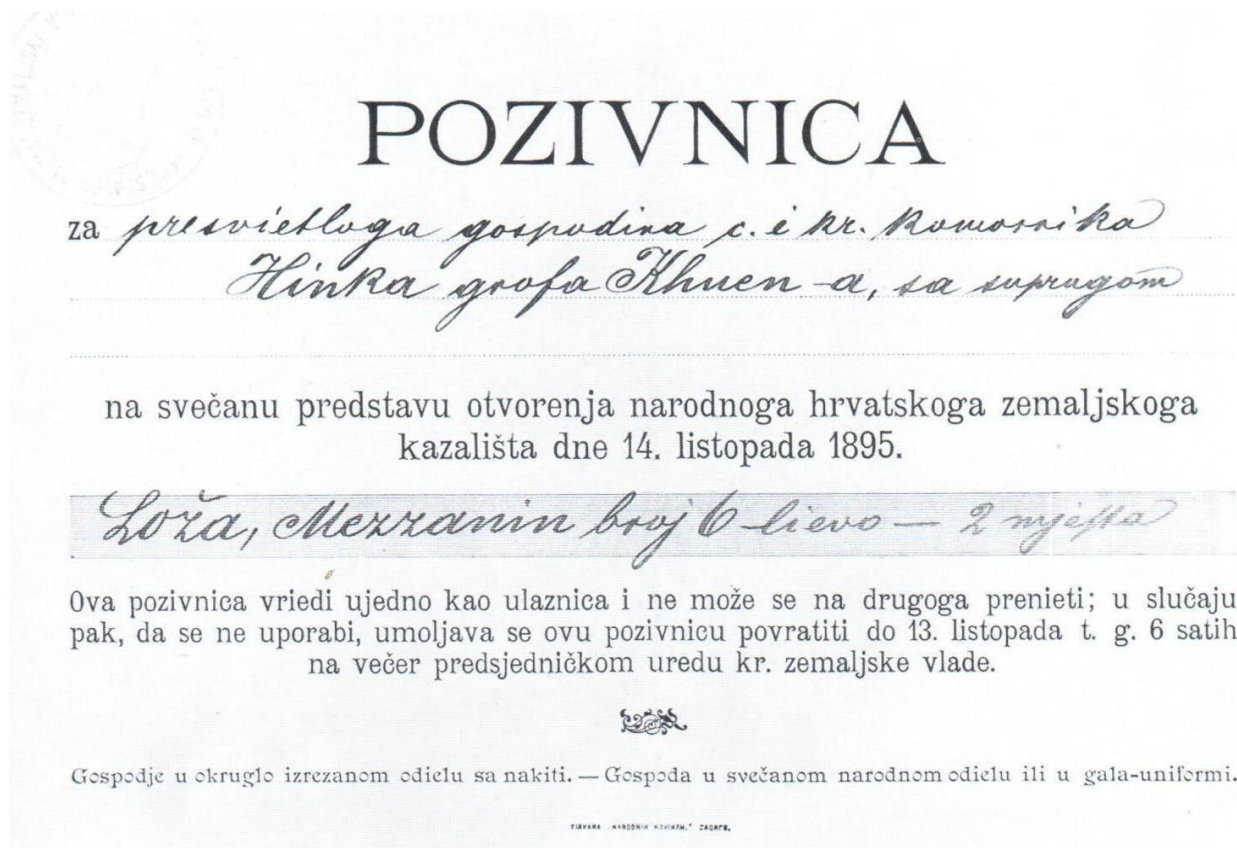 POZIVNICA
za presvietloga gospodina c. i kr. komornika
Hinka grofa Khuen-a, sa suprugom
na svečanu predstavu otvorenja narodnoga hrvatskoga zemaljskoga
kazališta dne 14. listopada 1895.
Loža, Mezzanin broj 6 lievo — 2 mjesta
Ova pozivnica vriedi ujedno kao ulaznica i ne može se na drugoga prenieti; u slučaju
pak, da se ne uporabi, umoljava se ovu pozivnicu povratiti do 13. listopada t. g. 6 satih
na večer predsjedničkom uredu kr. zemaljske vlade.
Gospodje u okruglo izrezanom odielu sa nakiti. — Gospoda u svečanom narodnom odielu ili u gala-uniformi.
TISKARA „NARODNIH NOVINAH.“ ZAGREB.